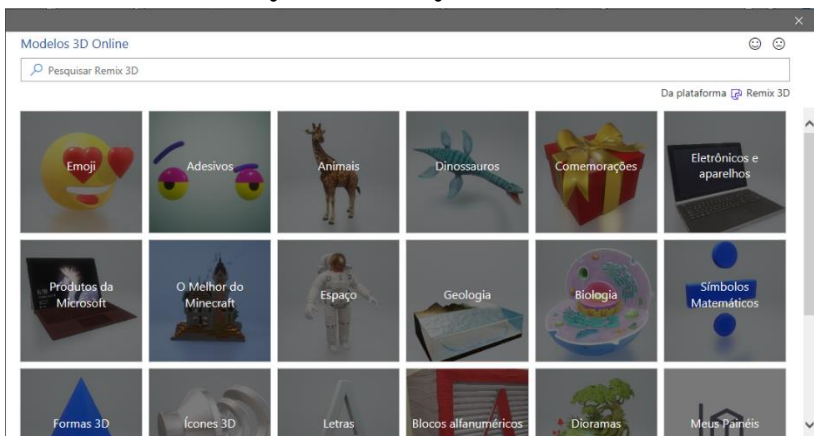 Modelos 3D Online
Pesquisar Remix 3D
Da plataforma Remix 3D
Emoji
Adesivos
Animais
Dinossauros
Comemorações
Eletrônicos e
aparelhos
Produtos da
Microsoft
O Melhor do
Minecraft
Espaço
Geologia
Biologia
Símbolos
Matemáticos
Formas 3D
Ícones 3D
Letras
Blocos alfanuméricos
Dioramas
Meus Painéis